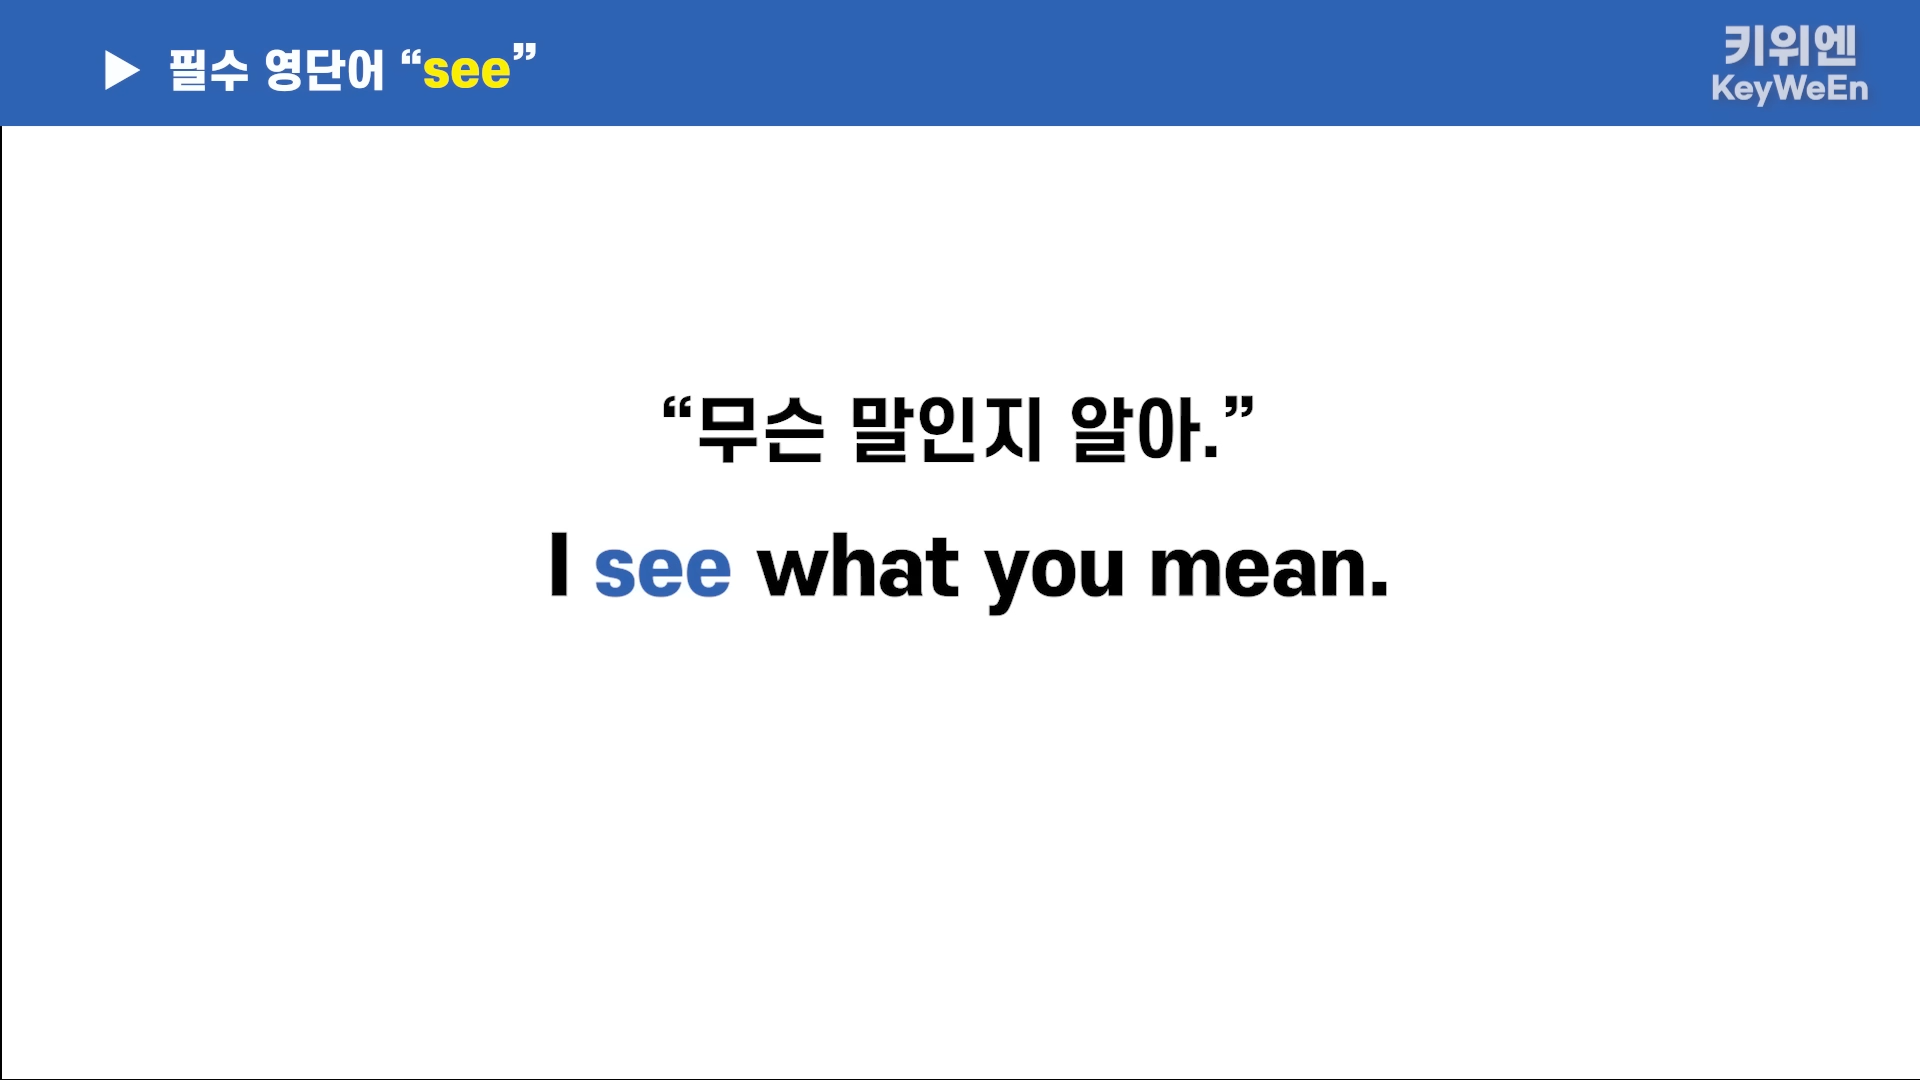 ▶ 필수 영단어 “see”
키위엔
KeyWeEn
“무슨 말인지 알아.”
I see what you mean.